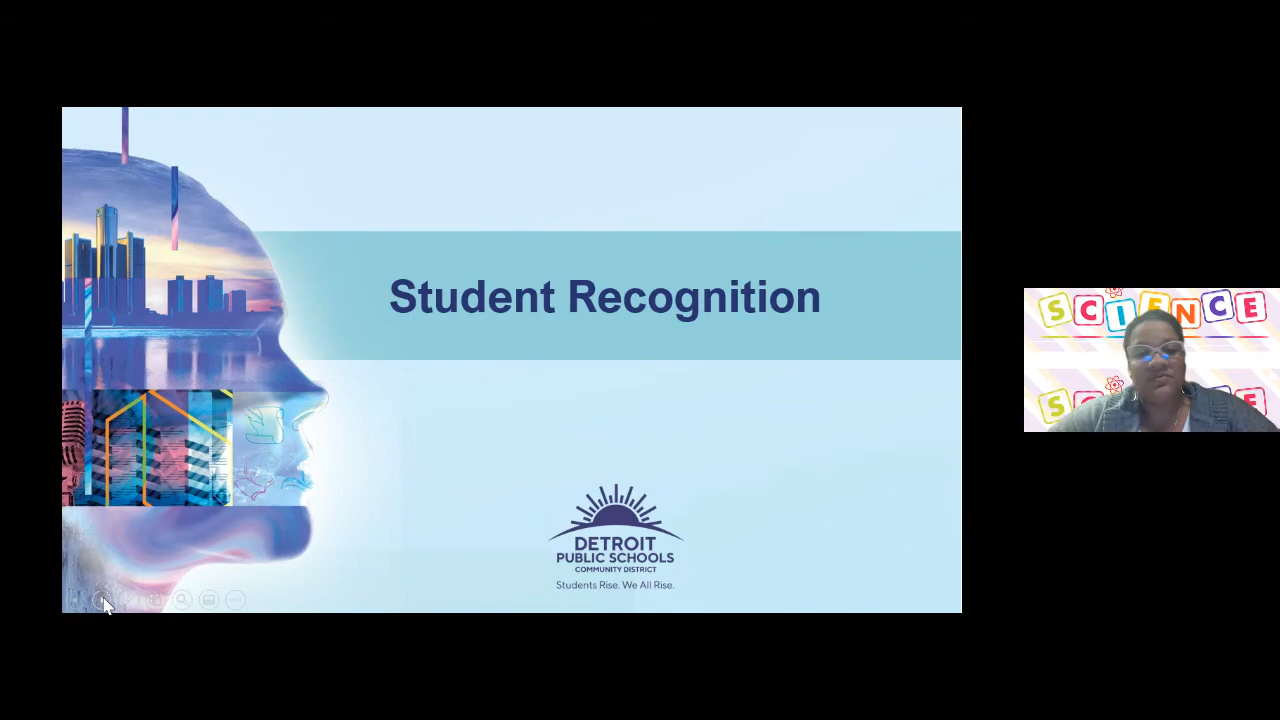 Student Recognition
DETROIT
PUBLIC SCHOOLS
COMMUNITY DISTRICT
Students Rise. We All Rise.
SCIENCE